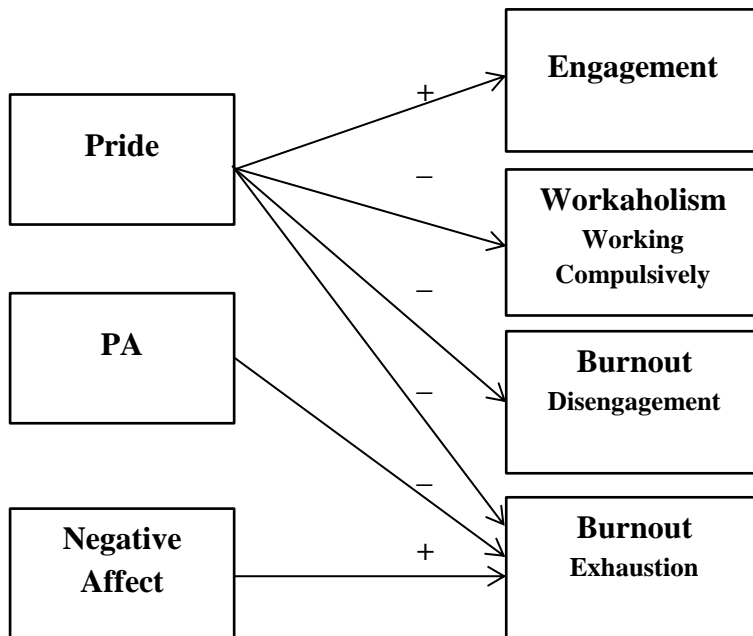 Pride
PA
Negative
Affect
+
−
−
−
−
+
Engagement
Workaholism
Working
Compulsively
Burnout
Disengagement
Burnout
Exhaustion